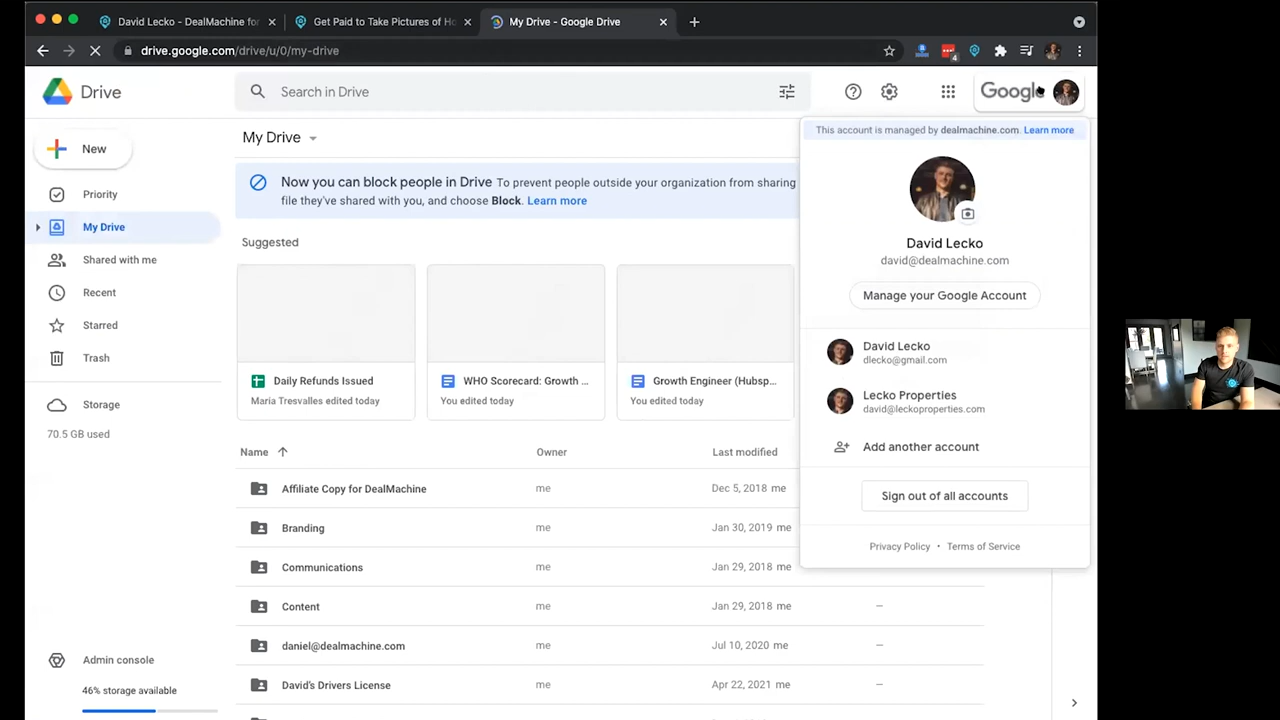 David Lecko - DealMachine for
Get Paid to Take Pictures of Ho
My Drive - Google Drive
drive.google.com/drive/u/0/my-drive
4
Drive
Search in Drive
Google
New
Priority
My Drive
Shared with me
Recent
Starred
Trash
Storage
70.5 GB used
Admin console
46% storage available
My Drive
Now you can block people in Drive To prevent people outside your organization from sharing
file they've shared with you, and choose Block. Learn more
Suggested
Daily Refunds Issued
Maria Tresvalles edited today
WHO Scorecard: Growth ...
You edited today
Growth Engineer (Hubsp...
You edited today
Name Owner Last modified
Affiliate Copy for DealMachine me Dec 5, 2018 me
Branding me Jan 30, 2019 me
Communications me Jan 29, 2018 me
Content me Jan 29, 2018 me —
daniel@dealmachine.com me Jul 10, 2020 me —
David's Drivers License me Apr 22, 2021 me —
This account is managed by dealmachine.com. Learn more
David Lecko
david@dealmachine.com
Manage your Google Account
David Lecko
dlecko@gmail.com
Lecko Properties
david@leckoproperties.com
Add another account
Sign out of all accounts
Privacy Policy • Terms of Service